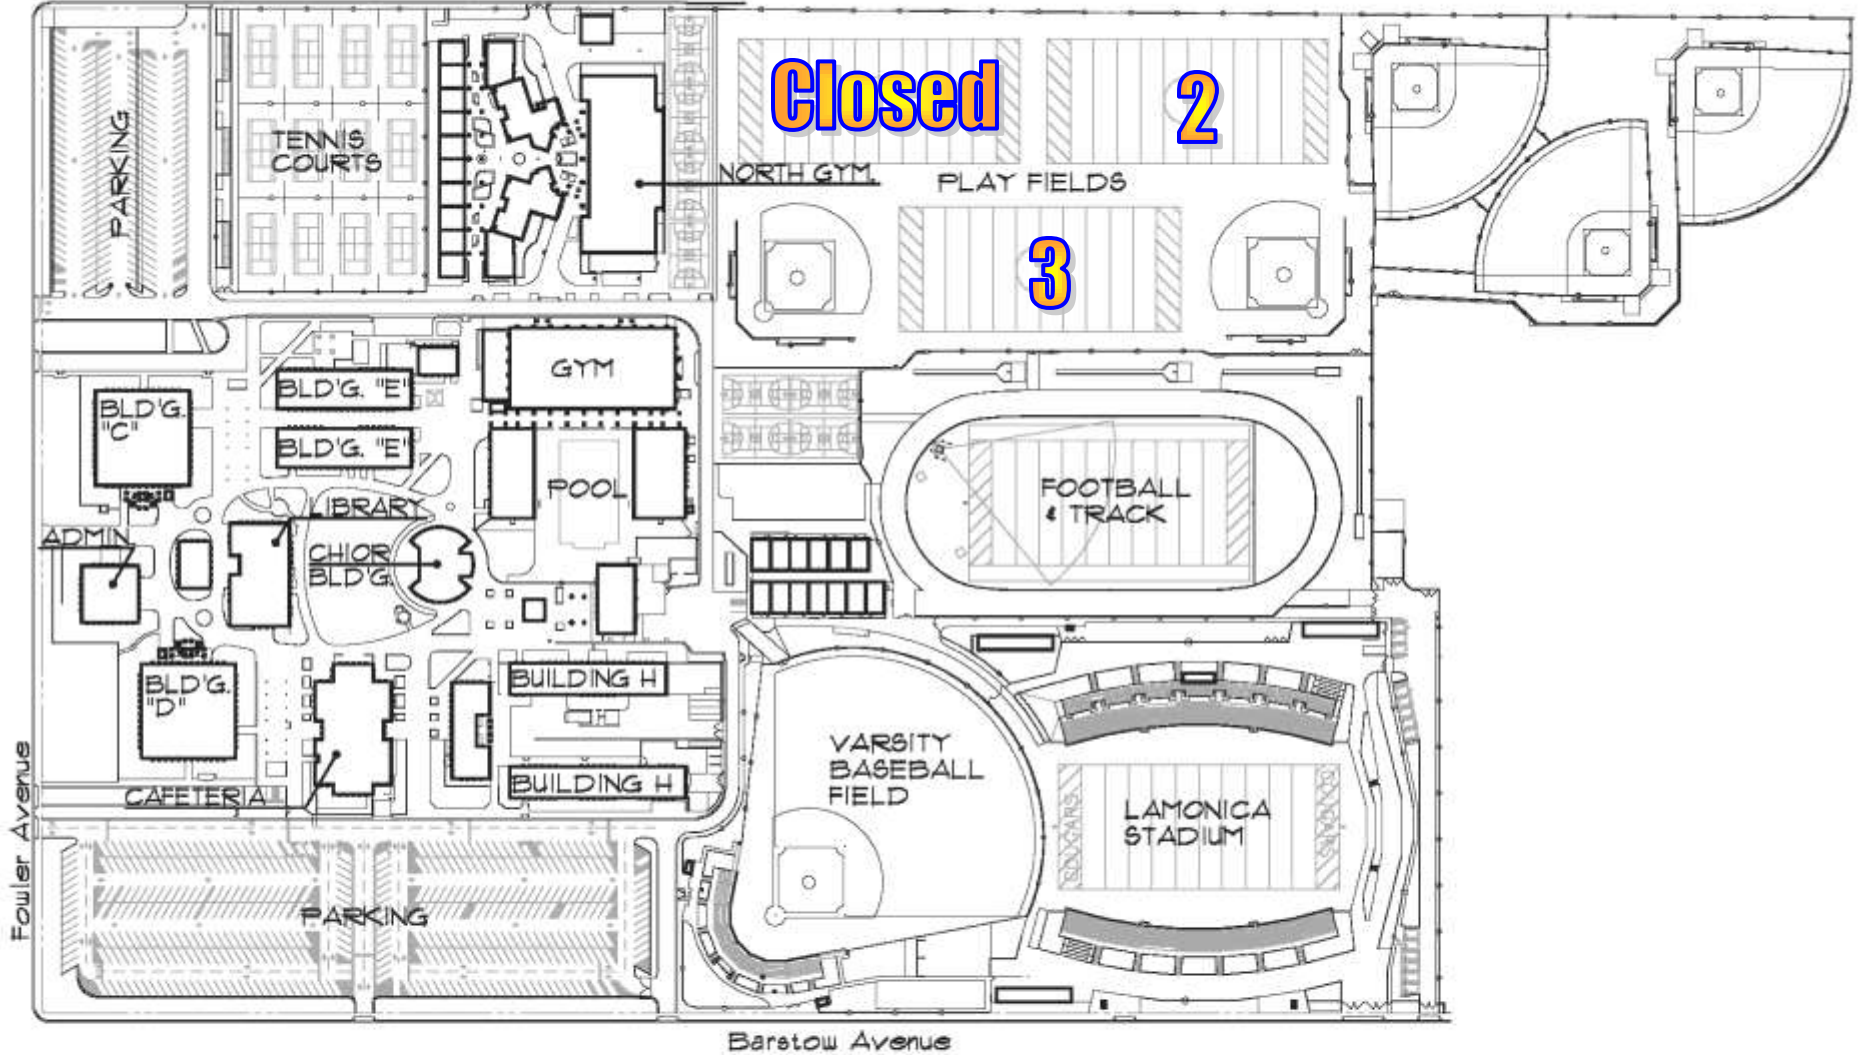 Closed
2
PARKING
TENNIS
COURTS
NORTH GYM.
PLAY FIELDS
3
GYM
BLD'G. "E"
BLD'G.
"C"
BLD'G. "E"
POOL
FOOTBALL
& TRACK
LIBRARY
ADMIN
CHIOR
BLD'G.
BLD'G.
"D"
BUILDING H
VARSITY
BASEBALL
FIELD
BUILDING H
CAFETERIA
LAMONICA
STADIUM
COUGARS
PARKING
Fowler Avenue
Barstow Avenue